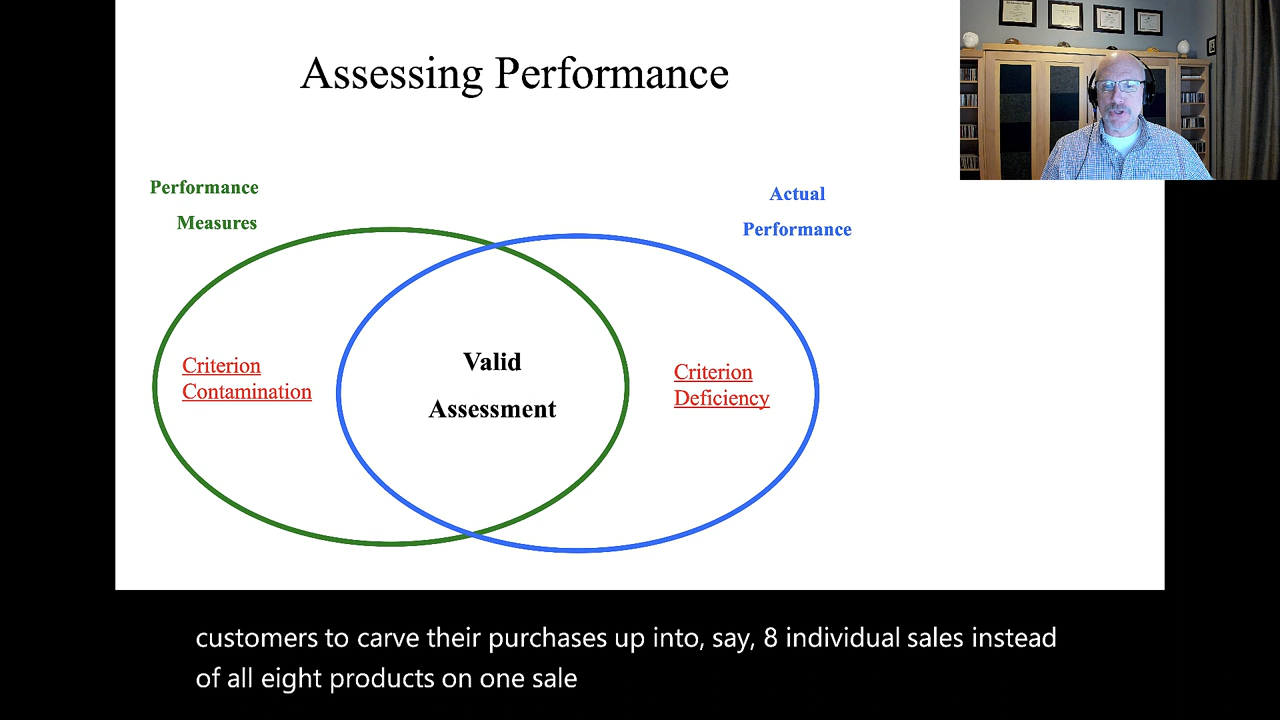 Assessing Performance
Performance
Measures
Actual
Performance
Criterion
Contamination
Valid
Assessment
Criterion
Deficiency
customers to carve their purchases up into, say, 8 individual sales instead
of all eight products on one sale